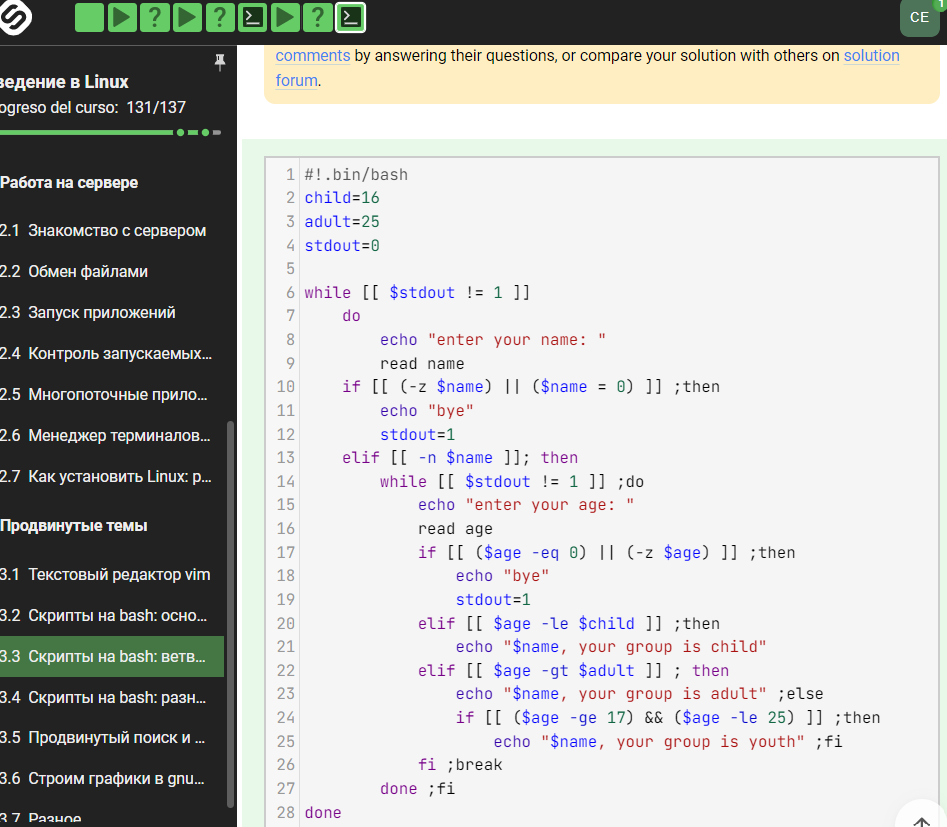 CE
1
ведение в Linux
ogreso del curso: 131/137
Работа на сервере
2.1 Знакомство с сервером
2.2 Обмен файлами
2.3 Запуск приложений
2.4 Контроль запускаемых...
2.5 Многопоточные прило...
2.6 Менеджер терминалов...
2.7 Как установить Linux: р...
Продвинутые темы
3.1 Текстовый редактор vim
3.2 Скрипты на bash: осно...
3.3 Скрипты на bash: ветв...
3.4 Скрипты на bash: разн...
3.5 Продвинутый поиск и ...
3.6 Строим графики в gnu...
3.7 Разное
comments by answering their questions, or compare your solution with others on solution
forum.
1 #!.bin/bash
2 child=16
3 adult=25
4 stdout=0
5
6 while [[ $stdout != 1 ]]
7 do
8 echo "enter your name: "
9 read name
10 if [[ (-z $name) || ($name = 0) ]] ;then
11 echo "bye"
12 stdout=1
13 elif [[ -n $name ]]; then
14 while [[ $stdout != 1 ]] ;do
15 echo "enter your age: "
16 read age
17 if [[ ($age -eq 0) || (-z $age) ]] ;then
18 echo "bye"
19 stdout=1
20 elif [[ $age -le $child ]] ;then
21 echo "$name, your group is child"
22 elif [[ $age -gt $adult ]] ; then
23 echo "$name, your group is adult" ;else
24 if [[ ($age -ge 17) && ($age -le 25) ]] ;then
25 echo "$name, your group is youth" ;fi
26 fi ;break
27 done ;fi
28 done